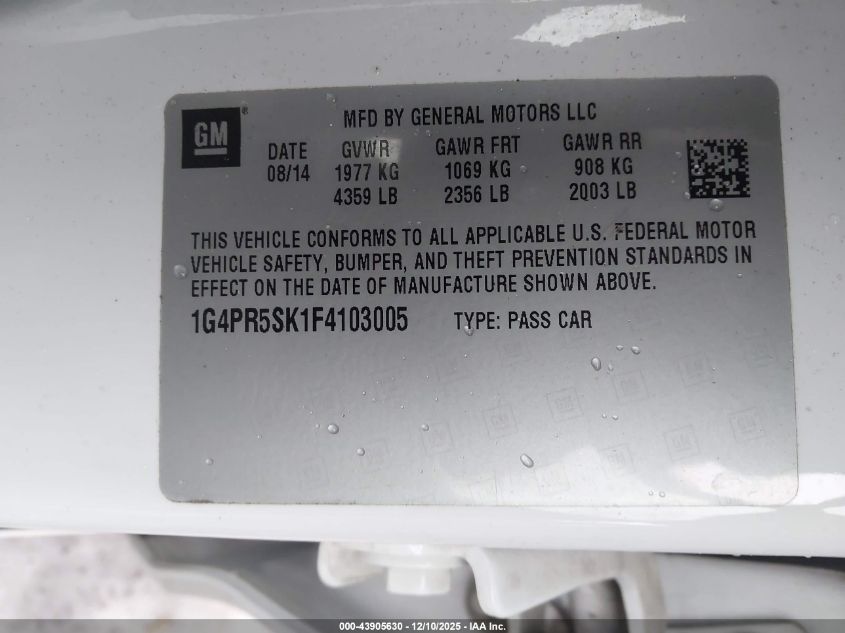 GM ®
MFD BY GENERAL MOTORS LLC
DATE GVWR GAWR FRT GAWR RR
08/14 1977 KG 1069 KG 908 KG
4359 LB 2356 LB 2003 LB
THIS VEHICLE CONFORMS TO ALL APPLICABLE U.S. FEDERAL MOTOR
VEHICLE SAFETY, BUMPER, AND THEFT PREVENTION STANDARDS IN
EFFECT ON THE DATE OF MANUFACTURE SHOWN ABOVE.
1G4PR5SK1F4103005 TYPE: PASS CAR
000-43905630 - 12/10/2025 - IAA Inc.